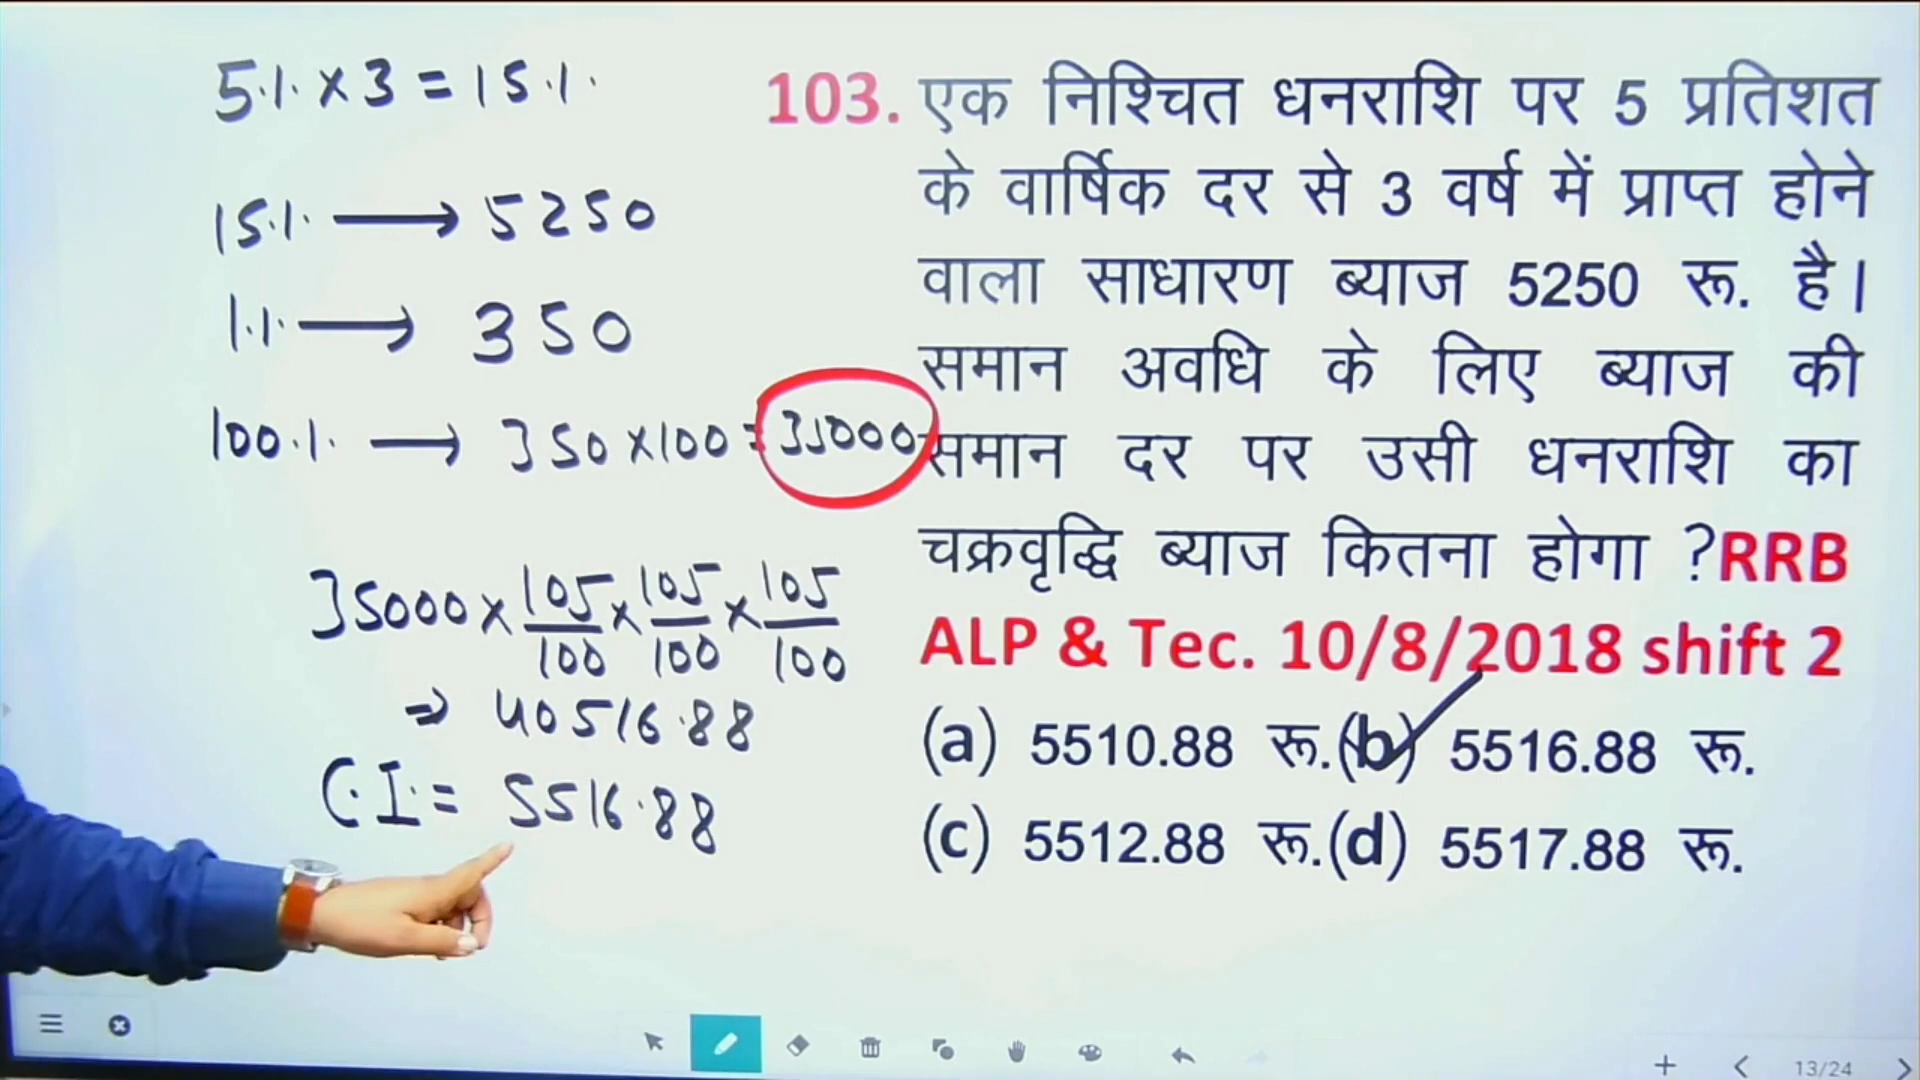 5% × 3 = 15%
15% → 5250
1% → 350
100% → 350 × 100 = 35000
35000 × 105/100 × 105/100 × 105/100
⇒ 40516.88
C.I. = 5516.88
103. एक निश्चित धनराशि पर 5 प्रतिशत
के वार्षिक दर से 3 वर्ष में प्राप्त होने
वाला साधारण ब्याज 5250 रू. है।
समान अवधि के लिए ब्याज की
समान दर पर उसी धनराशि का
चक्रवृद्धि ब्याज कितना होगा ?RRB
ALP & Tec. 10/8/2018 shift 2
(a) 5510.88 रू.(b) 5516.88 रू.
(c) 5512.88 रू.(d) 5517.88 रू.
13/24